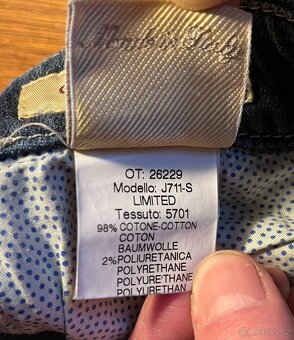 Made in Italy
OT: 26229
Modello: J711-S
LIMITED
Tessuto: 5701
98% COTONE-COTTON
COTON
BAUMWOLLE
2% POLIURETANICA
POLYRETHANE
POLYURETHANE
POLYURETHAN